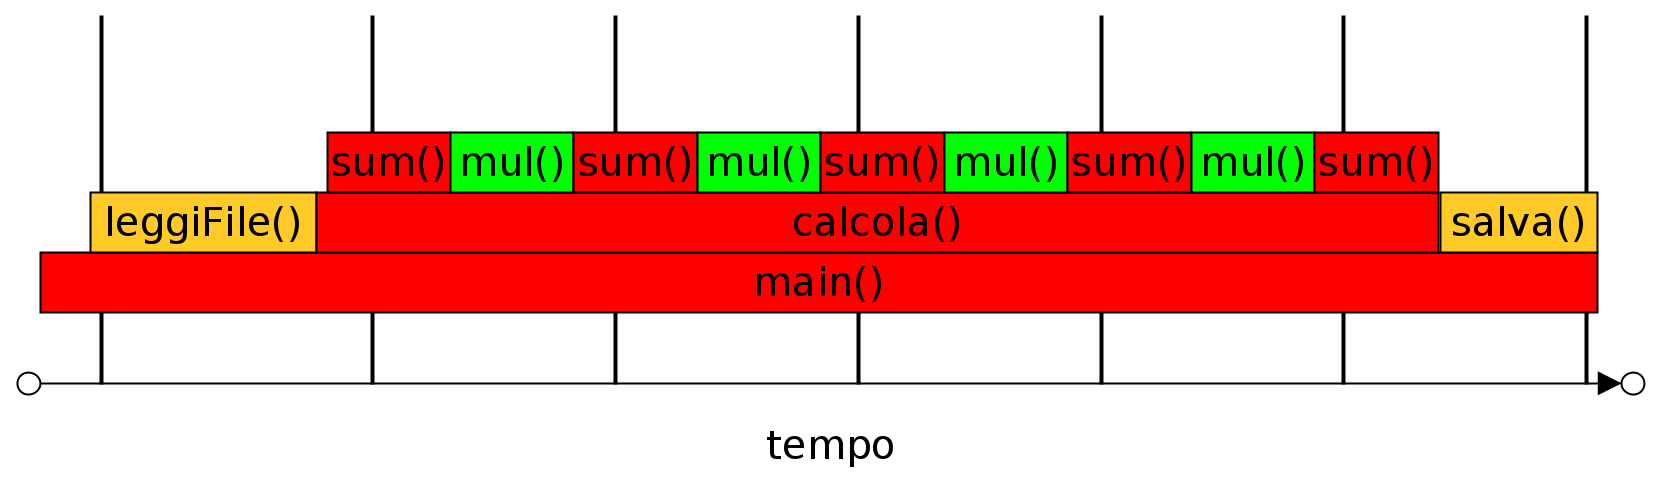 sum() mul() sum() mul() sum() mul() sum() mul() sum()
leggiFile() calcola() salva()
main()
tempo